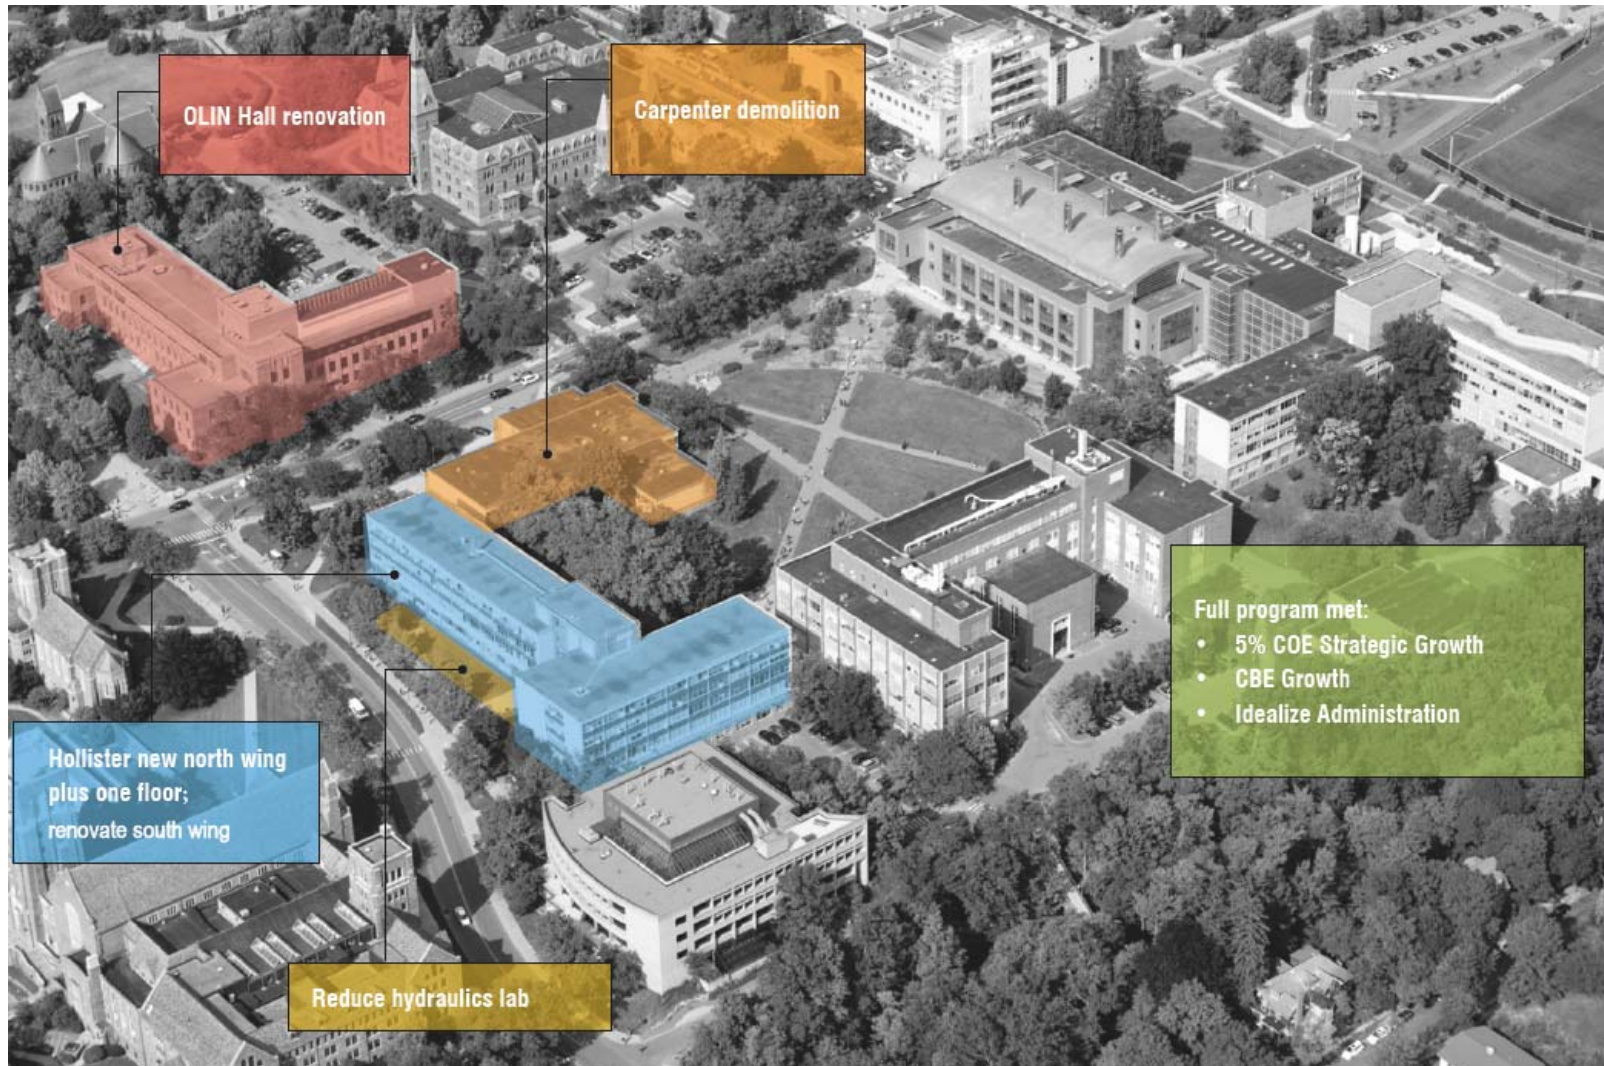 OLIN Hall renovation
Carpenter demolition
Full program met:
• 5% COE Strategic Growth
• CBE Growth
• Idealize Administration
Hollister new north wing
plus one floor;
renovate south wing
Reduce hydraulics lab